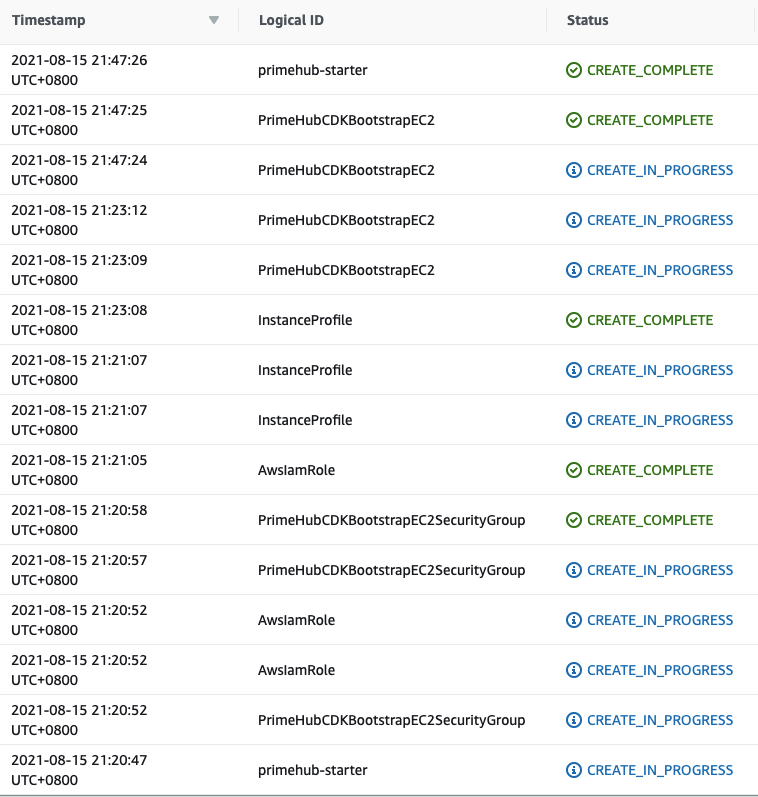 Timestamp Logical ID Status
2021-08-15 21:47:26
UTC+0800 primehub-starter CREATE_COMPLETE
2021-08-15 21:47:25
UTC+0800 PrimeHubCDKBootstrapEC2 CREATE_COMPLETE
2021-08-15 21:47:24
UTC+0800 PrimeHubCDKBootstrapEC2 CREATE_IN_PROGRESS
2021-08-15 21:23:12
UTC+0800 PrimeHubCDKBootstrapEC2 CREATE_IN_PROGRESS
2021-08-15 21:23:09
UTC+0800 PrimeHubCDKBootstrapEC2 CREATE_IN_PROGRESS
2021-08-15 21:23:08
UTC+0800 InstanceProfile CREATE_COMPLETE
2021-08-15 21:21:07
UTC+0800 InstanceProfile CREATE_IN_PROGRESS
2021-08-15 21:21:07
UTC+0800 InstanceProfile CREATE_IN_PROGRESS
2021-08-15 21:21:05
UTC+0800 AwsIamRole CREATE_COMPLETE
2021-08-15 21:20:58
UTC+0800 PrimeHubCDKBootstrapEC2SecurityGroup CREATE_COMPLETE
2021-08-15 21:20:57
UTC+0800 PrimeHubCDKBootstrapEC2SecurityGroup CREATE_IN_PROGRESS
2021-08-15 21:20:52
UTC+0800 AwsIamRole CREATE_IN_PROGRESS
2021-08-15 21:20:52
UTC+0800 AwsIamRole CREATE_IN_PROGRESS
2021-08-15 21:20:52
UTC+0800 PrimeHubCDKBootstrapEC2SecurityGroup CREATE_IN_PROGRESS
2021-08-15 21:20:47
UTC+0800 primehub-starter CREATE_IN_PROGRESS